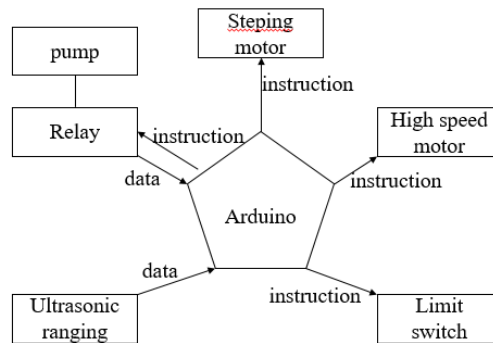 Steping
motor
pump
instruction
Relay
instruction
High speed
motor
data
instruction
Arduino
data
Ultrasonic
ranging
instruction
Limit
switch